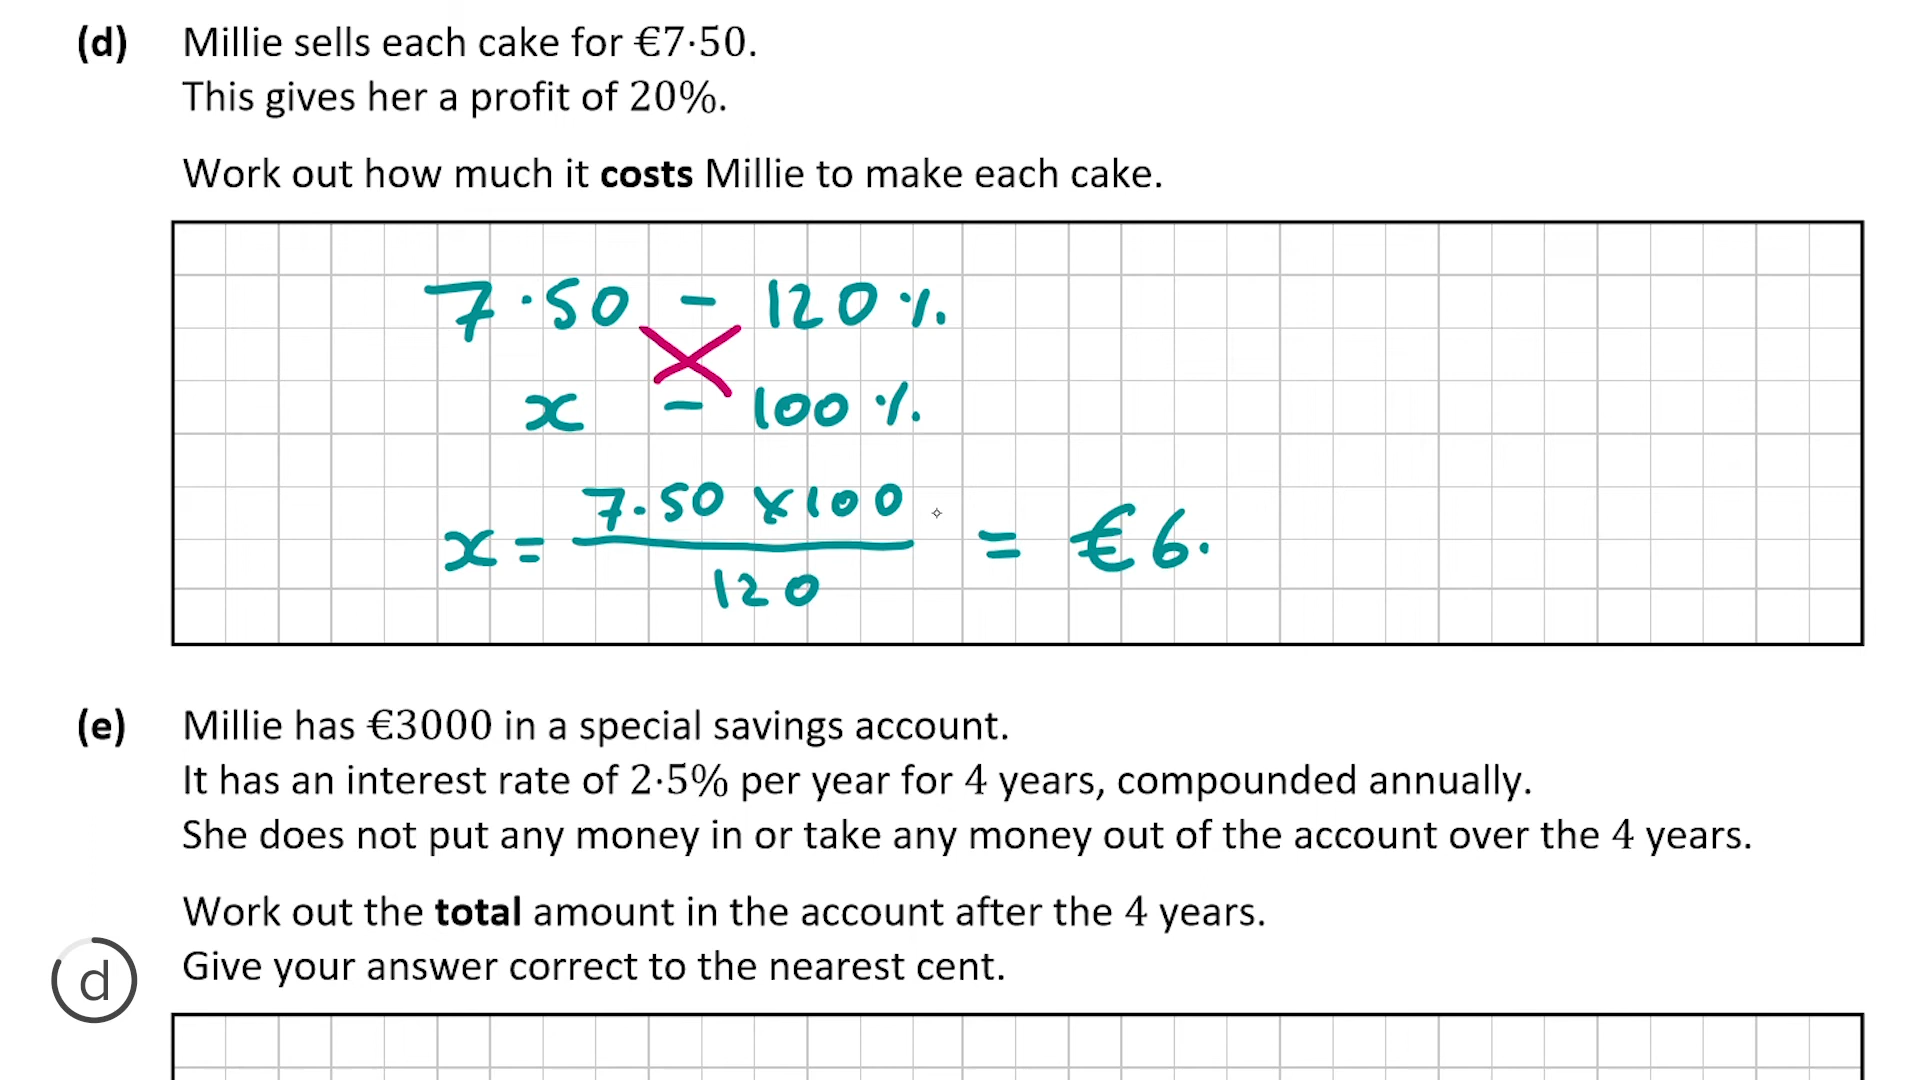 (d) Millie sells each cake for €7·50.
This gives her a profit of 20%.
Work out how much it costs Millie to make each cake.
7·50 – 120 %.
x – 100 %.
x = 7·50 × 100 / 120 = €6.
(e) Millie has €3000 in a special savings account.
It has an interest rate of 2·5% per year for 4 years, compounded annually.
She does not put any money in or take any money out of the account over the 4 years.
Work out the total amount in the account after the 4 years.
Give your answer correct to the nearest cent.
d